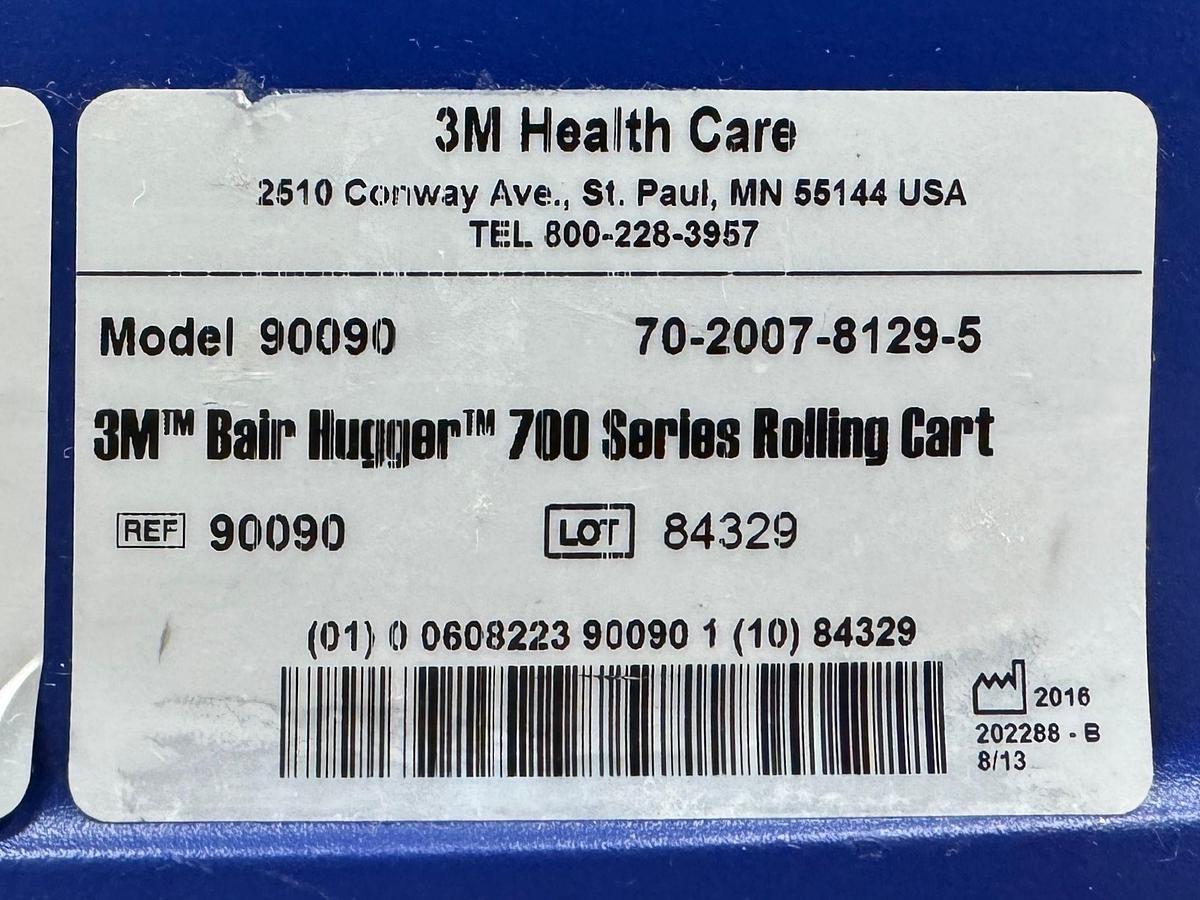 3M Health Care
2510 Conway Ave., St. Paul, MN 55144 USA
TEL 800-228-3957
Model 90090 70-2007-8129-5
3M™ Bair Hugger™ 700 Series Rolling Cart
REF 90090 LOT 84329
(01) 0 0608223 90090 1 (10) 84329
2016
202288 - B
8/13